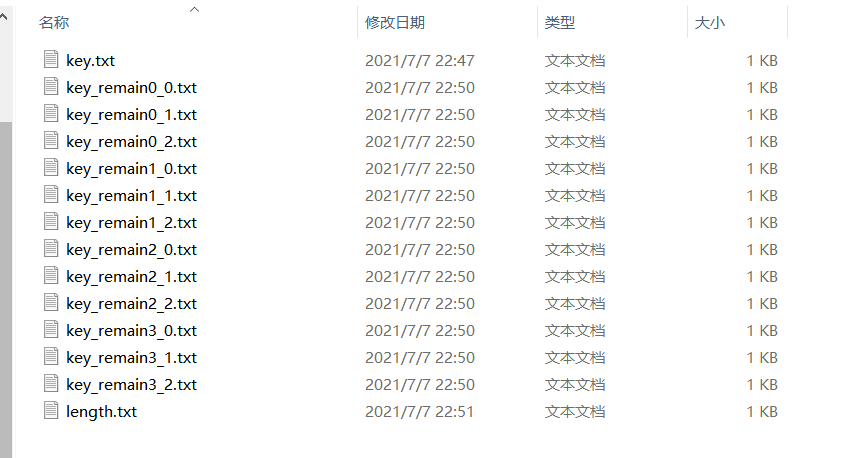 名称 修改日期 类型 大小
key.txt 2021/7/7 22:47 文本文档 1 KB
key_remain0_0.txt 2021/7/7 22:50 文本文档 1 KB
key_remain0_1.txt 2021/7/7 22:50 文本文档 1 KB
key_remain0_2.txt 2021/7/7 22:50 文本文档 1 KB
key_remain1_0.txt 2021/7/7 22:50 文本文档 1 KB
key_remain1_1.txt 2021/7/7 22:50 文本文档 1 KB
key_remain1_2.txt 2021/7/7 22:50 文本文档 1 KB
key_remain2_0.txt 2021/7/7 22:50 文本文档 1 KB
key_remain2_1.txt 2021/7/7 22:50 文本文档 1 KB
key_remain2_2.txt 2021/7/7 22:50 文本文档 1 KB
key_remain3_0.txt 2021/7/7 22:50 文本文档 1 KB
key_remain3_1.txt 2021/7/7 22:50 文本文档 1 KB
key_remain3_2.txt 2021/7/7 22:50 文本文档 1 KB
length.txt 2021/7/7 22:51 文本文档 1 KB